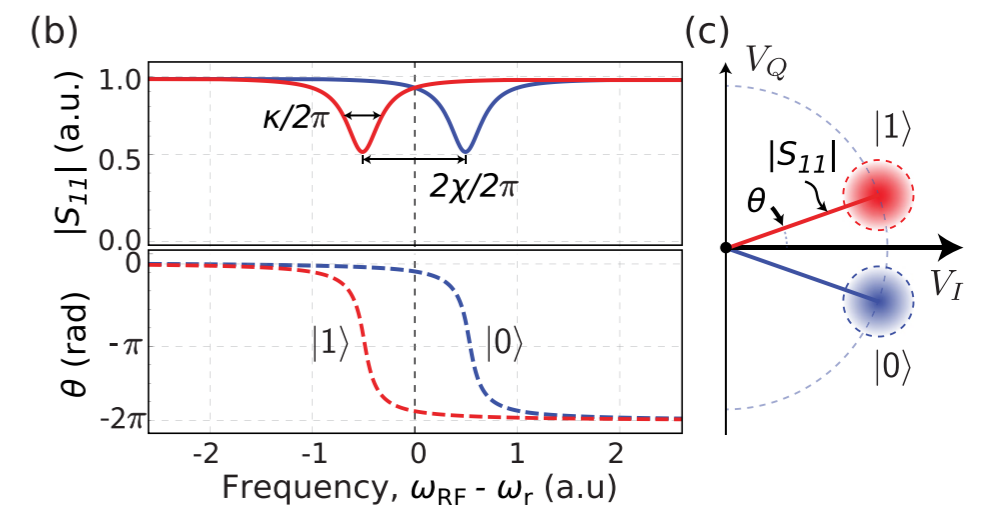 (b)
|S₁₁| (a.u.)
1.0
0.5
0.0
κ/2π
2χ/2π
θ (rad)
0
-π
-2π
|1⟩
|0⟩
-2 -1 0 1 2
Frequency, ω_RF - ω_r (a.u)
(c)
V_Q
|1⟩
|S₁₁|
θ
V_I
|0⟩